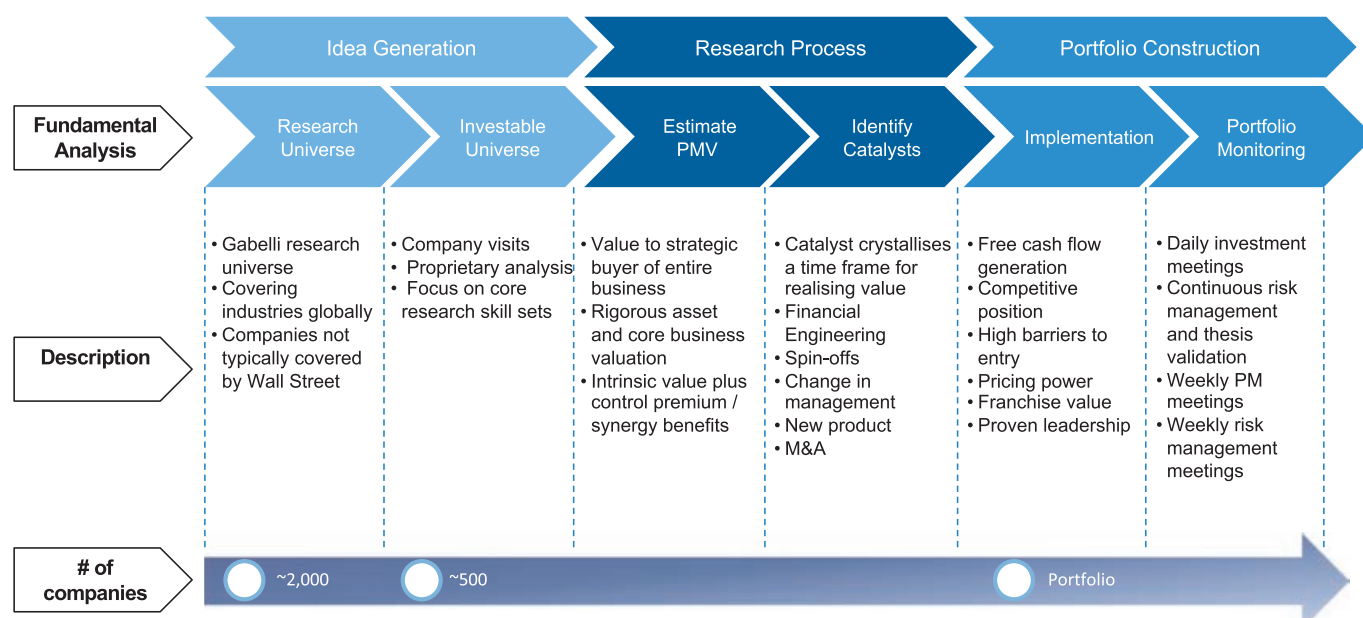 Idea Generation
Research Process
Portfolio Construction
Fundamental
Analysis
Research
Universe
Investable
Universe
Estimate
PMV
Identify
Catalysts
Implementation
Portfolio
Monitoring
Description
• Gabelli research
universe
• Covering
industries globally
• Companies not
typically covered
by Wall Street
• Company visits
• Proprietary analysis
• Focus on core
research skill sets
• Value to strategic
buyer of entire
business
• Rigorous asset
and core business
valuation
• Intrinsic value plus
control premium /
synergy benefits
• Catalyst crystallises
a time frame for
realising value
• Financial
Engineering
• Spin-offs
• Change in
management
• New product
• M&A
• Free cash flow
generation
• Competitive
position
• High barriers to
entry
• Pricing power
• Franchise value
• Proven leadership
• Daily investment
meetings
• Continuous risk
management
and thesis
validation
• Weekly PM
meetings
• Weekly risk
management
meetings
# of
companies
~2,000
~500
Portfolio